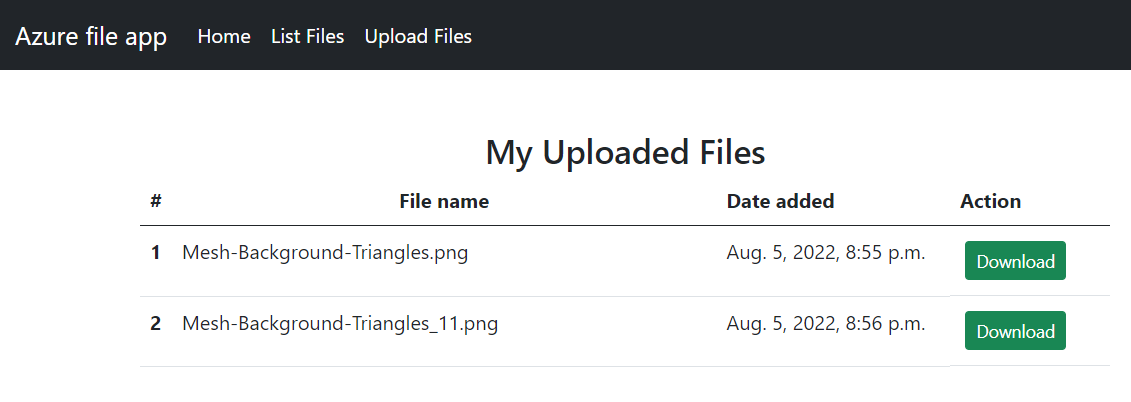 Azure file app Home List Files Upload Files
My Uploaded Files
# File name Date added Action
1 Mesh-Background-Triangles.png Aug. 5, 2022, 8:55 p.m. Download
2 Mesh-Background-Triangles_11.png Aug. 5, 2022, 8:56 p.m. Download